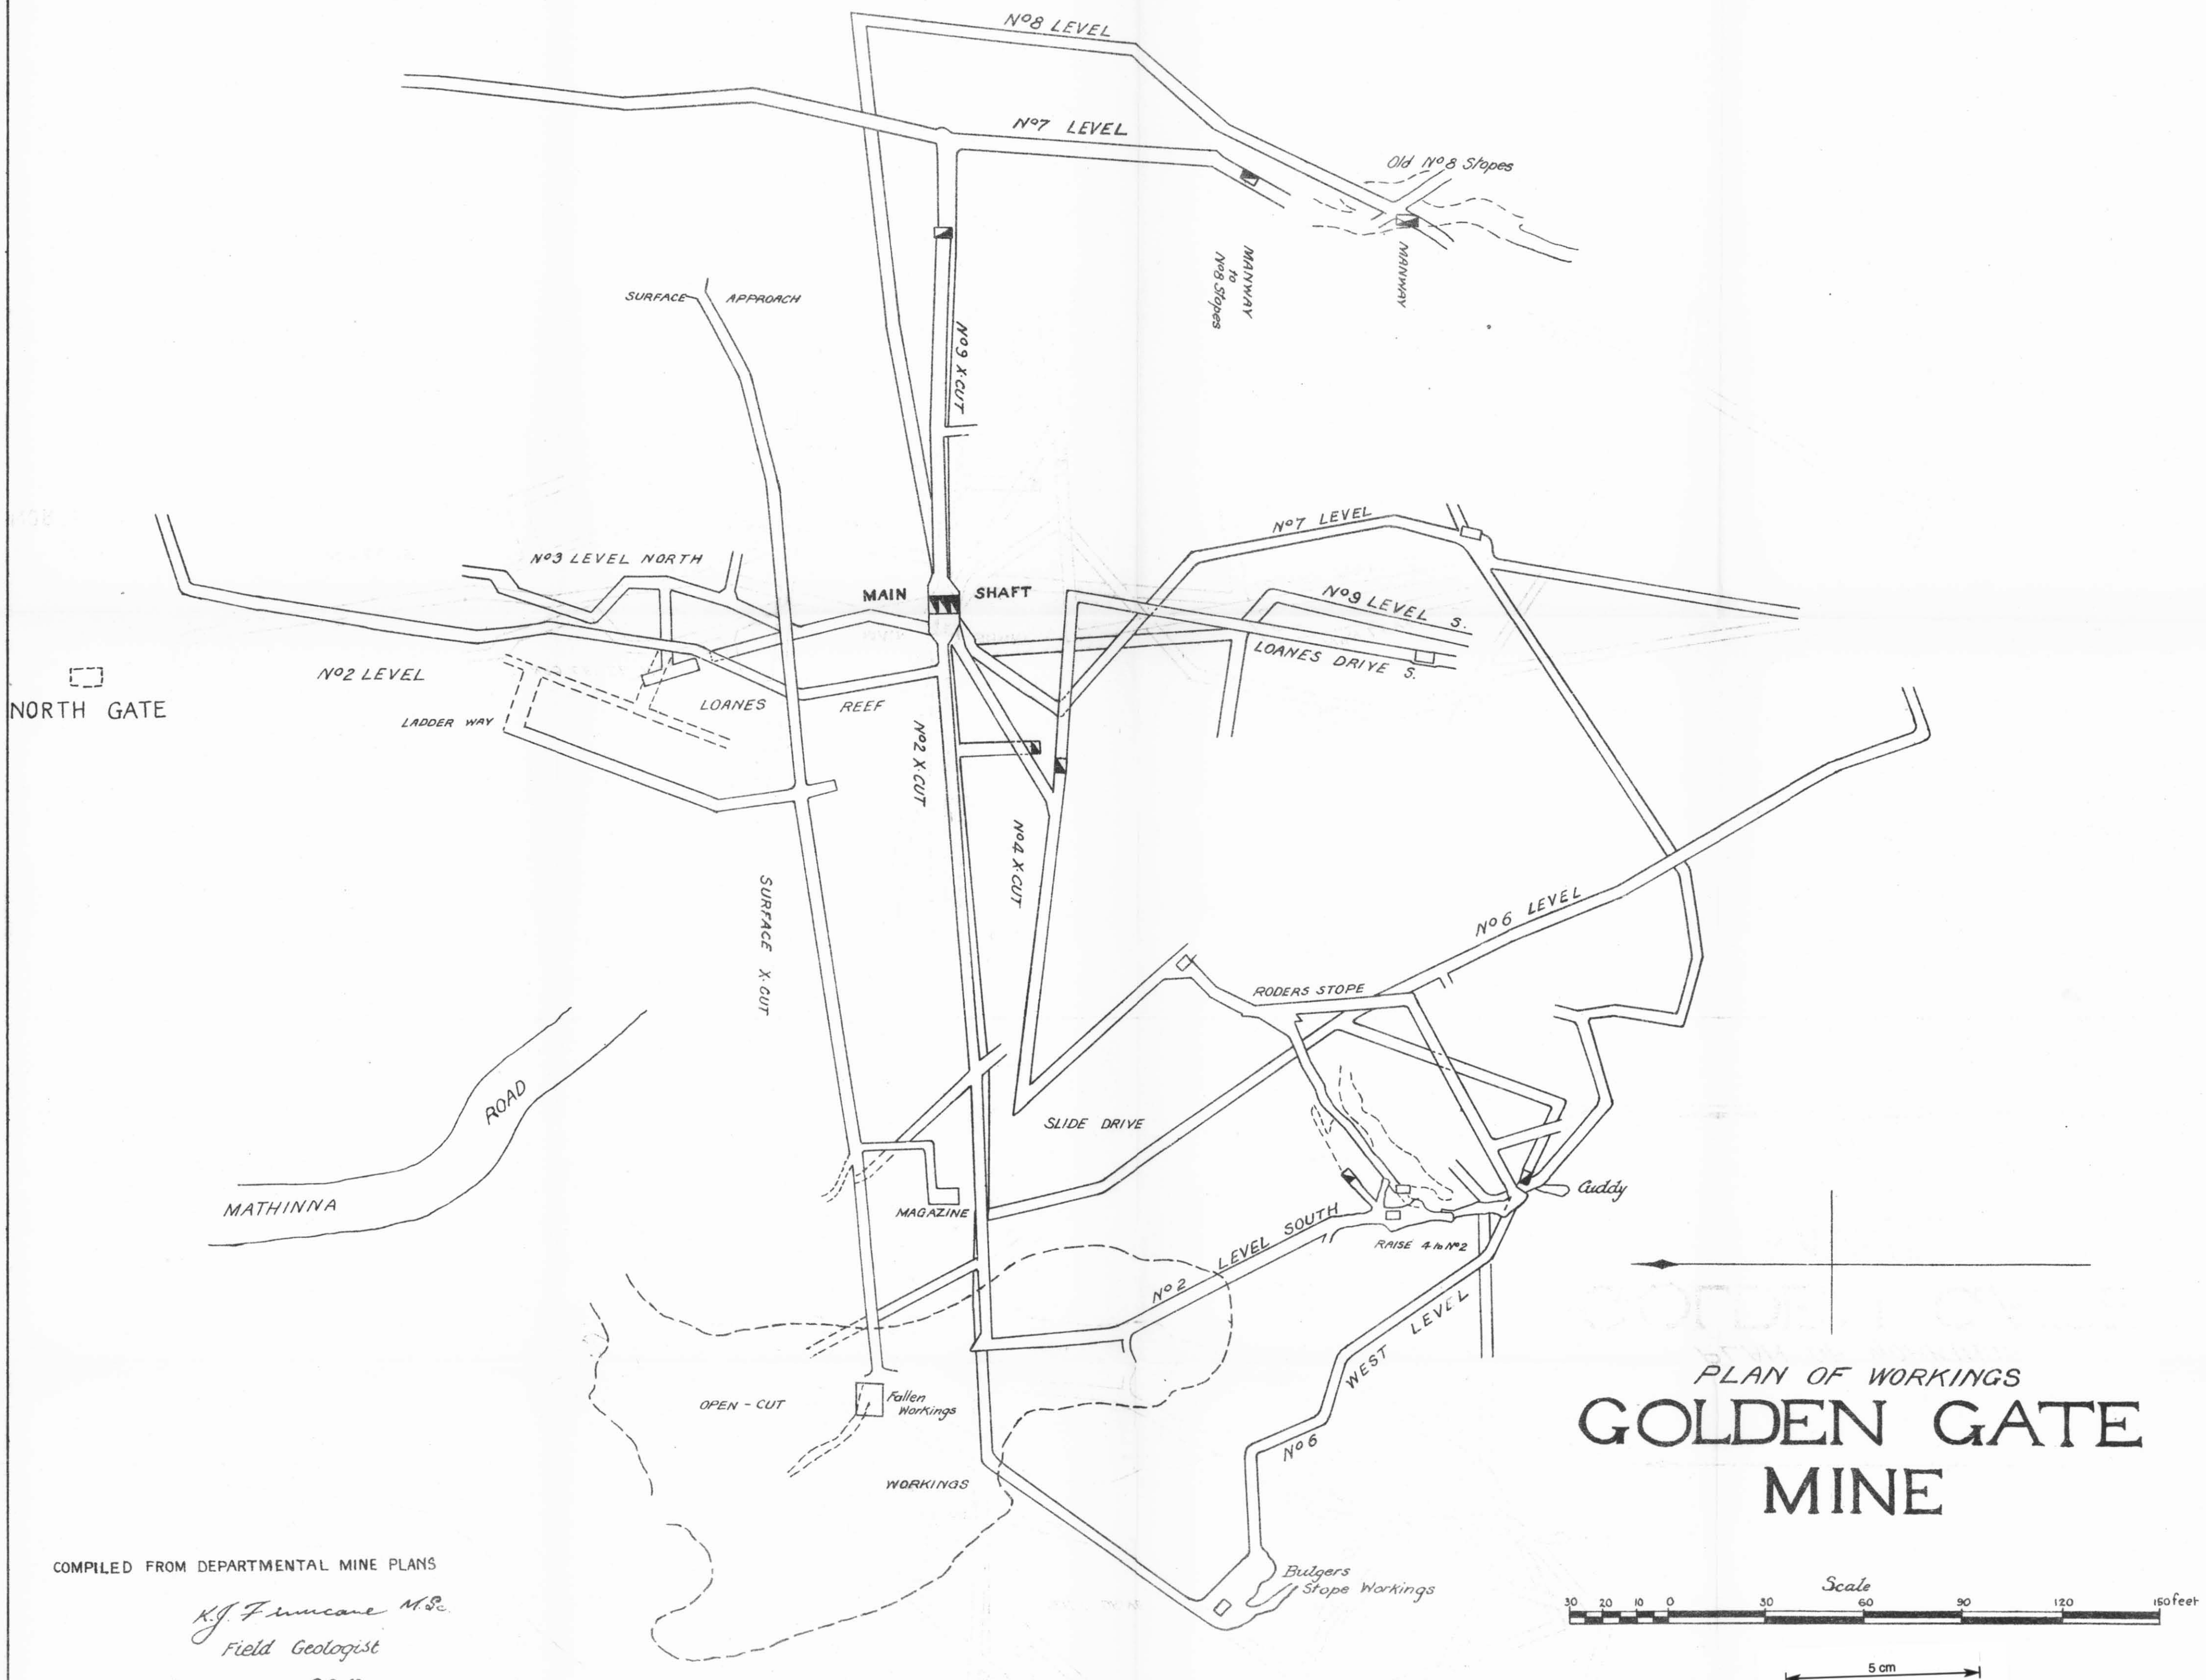 Nº8 LEVEL
Nº7 LEVEL
Old Nº8 Stopes
MANWAY
to
Nº8 Stopes
MANWAY
SURFACE APPROACH
Nº9 X·CUT
Nº7 LEVEL
Nº3 LEVEL NORTH
MAIN SHAFT
Nº9 LEVEL S.
LOANES DRIVE S.
Nº2 LEVEL
NORTH GATE
LADDER WAY
LOANES REEF
Nº2 X·CUT
Nº4 X·CUT
SURFACE X·CUT
Nº6 LEVEL
RODERS STOPE
ROAD
MATHINNA
SLIDE DRIVE
MAGAZINE
Cuddy
Nº2 LEVEL SOUTH
RAISE 4 to Nº2
Nº6 WEST LEVEL
OPEN - CUT
Fallen
Workings
WORKINGS
Bulgers
Stope Workings
PLAN OF WORKINGS
GOLDEN GATE
MINE
COMPILED FROM DEPARTMENTAL MINE PLANS
K.J. Finucane M.Sc.
Field Geologist
Scale
30 20 10 0 30 60 90 120 150 feet
5 cm